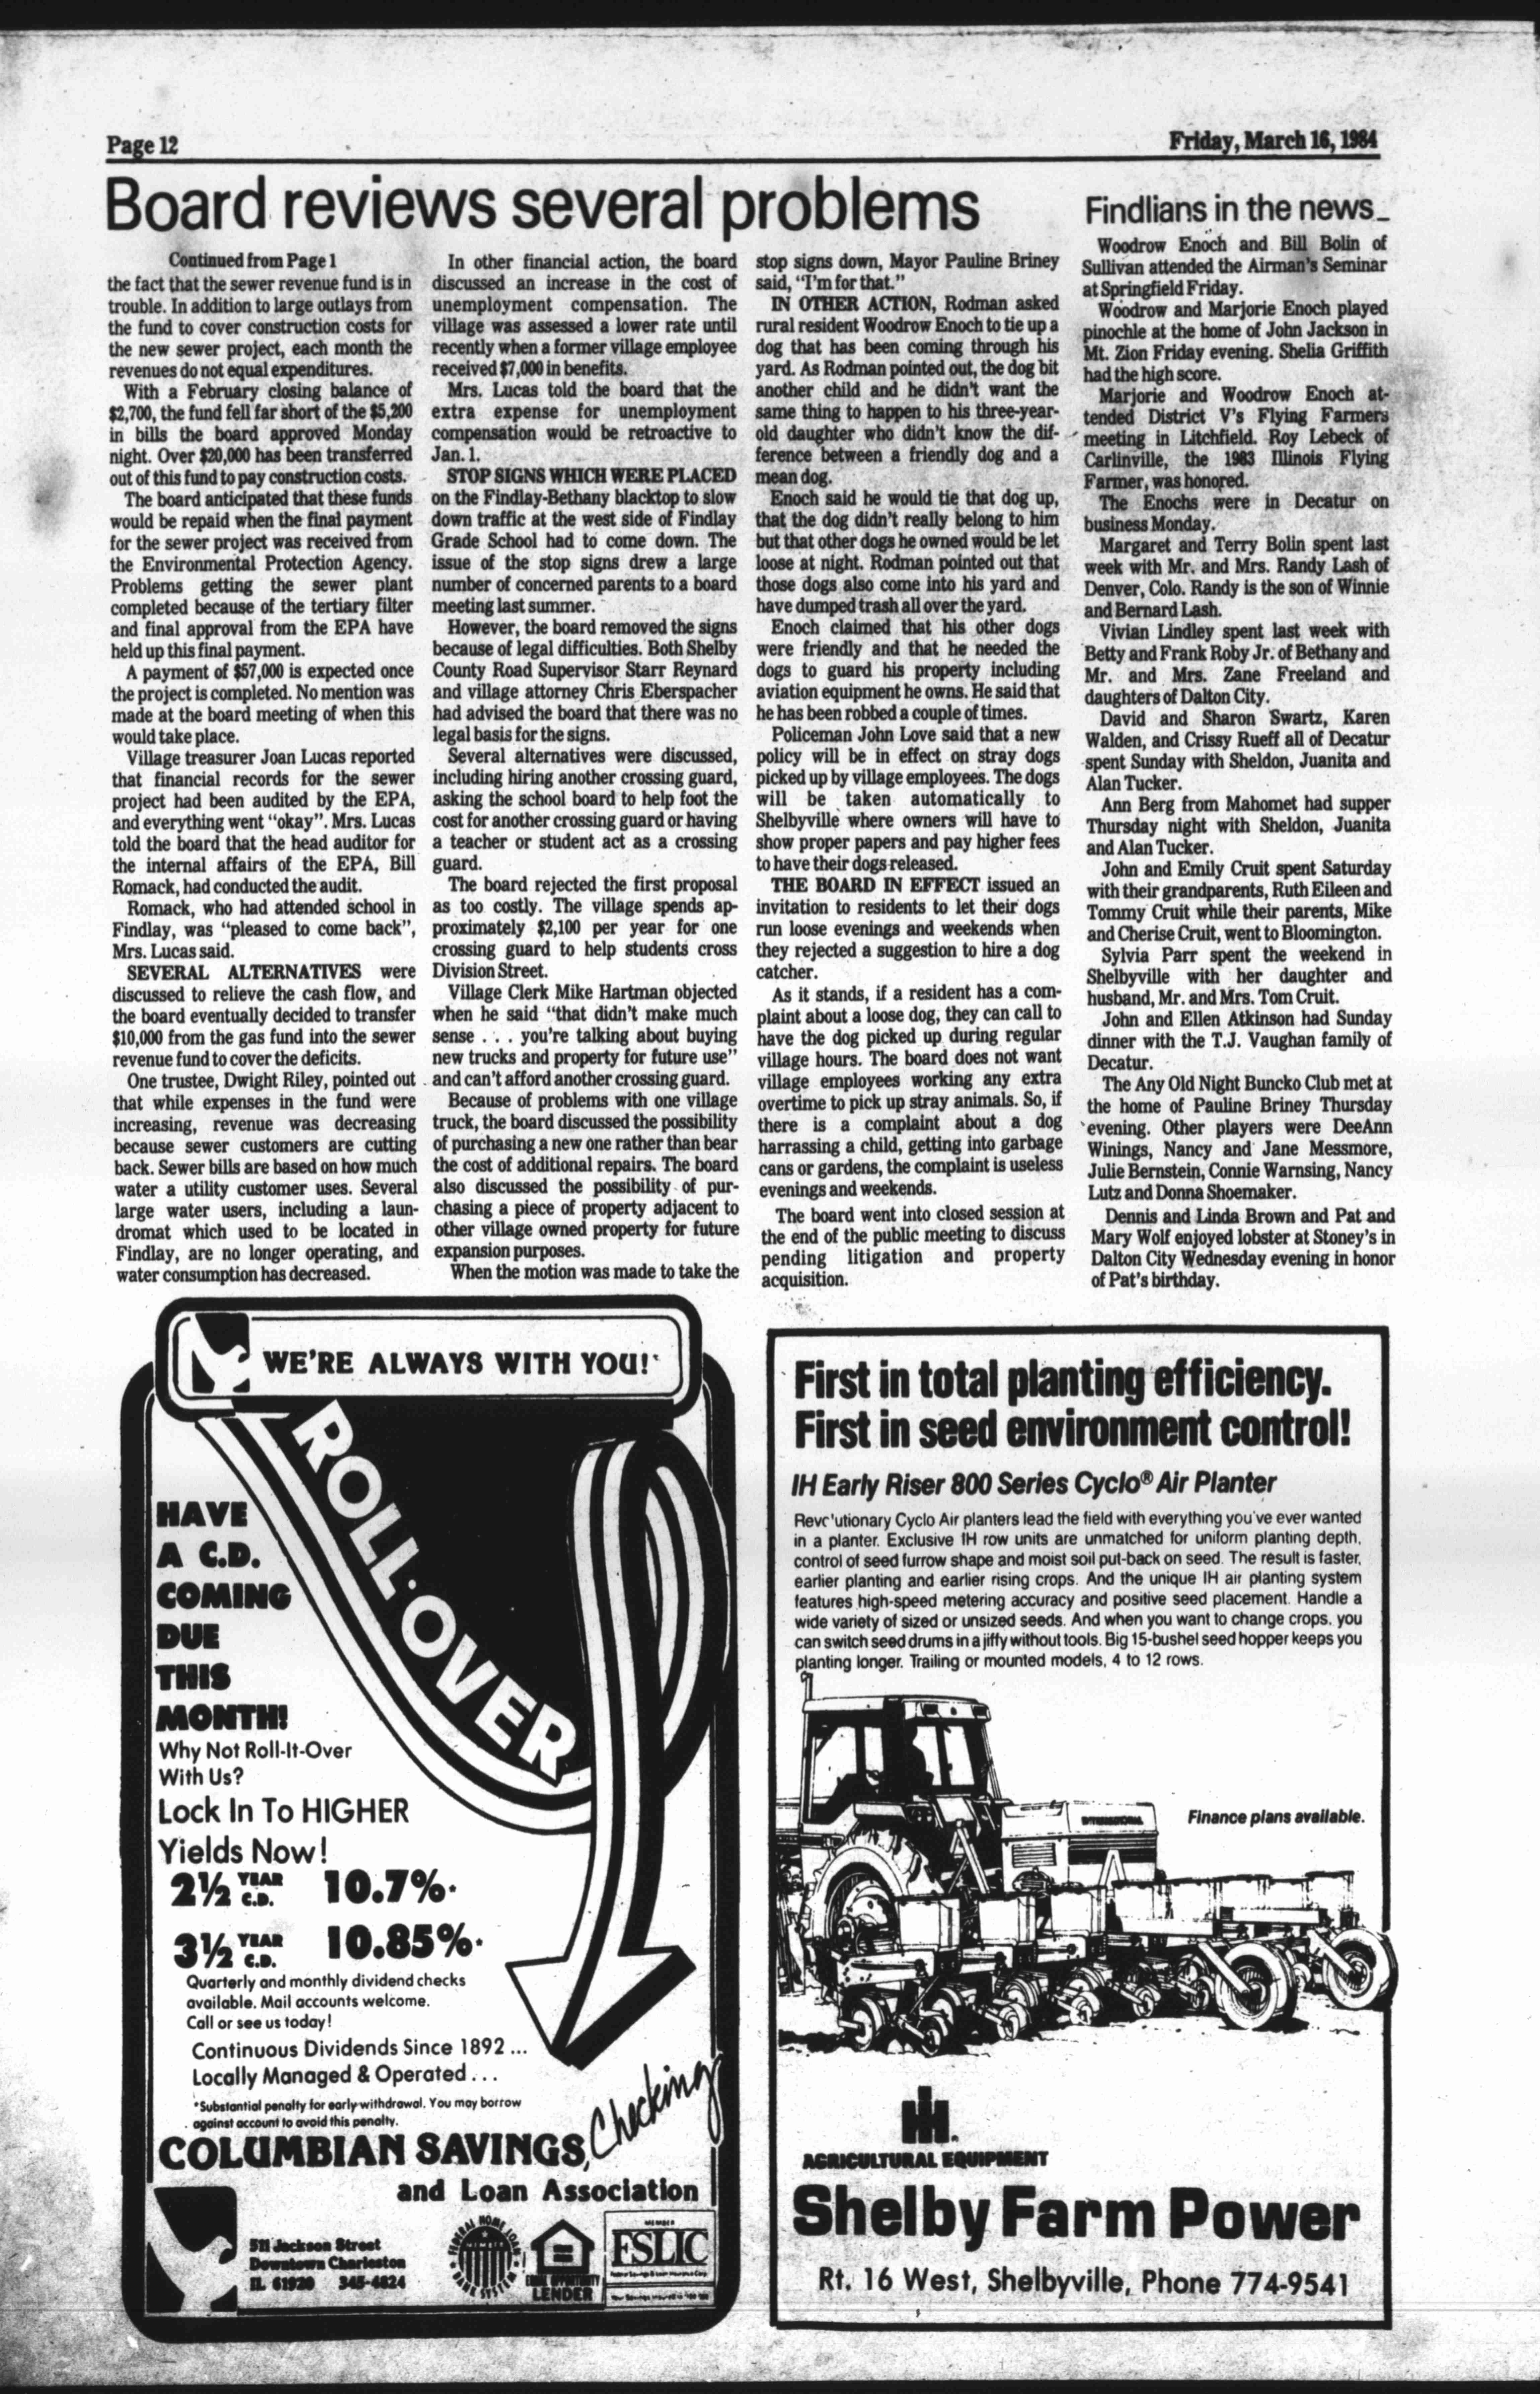 Page 12
Friday, March 16, 1984
Board reviews several problems
Continued from Page 1
the fact that the sewer revenue fund is in
trouble. In addition to large outlays from
the fund to cover construction costs for
the new sewer project, each month the
revenues do not equal expenditures.
With a February closing balance of
$2,700, the fund fell far short of the $5,200
in bills the board approved Monday
night. Over $20,000 has been transferred
out of this fund to pay construction costs.
The board anticipated that these funds
would be repaid when the final payment
for the sewer project was received from
the Environmental Protection Agency.
Problems getting the sewer plant
completed because of the tertiary filter
and final approval from the EPA have
held up this final payment.
A payment of $57,000 is expected once
the project is completed. No mention was
made at the board meeting of when this
would take place.
Village treasurer Joan Lucas reported
that financial records for the sewer
project had been audited by the EPA,
and everything went "okay". Mrs. Lucas
told the board that the head auditor for
the internal affairs of the EPA, Bill
Romack, had conducted the audit.
Romack, who had attended school in
Findlay, was "pleased to come back",
Mrs. Lucas said.
SEVERAL ALTERNATIVES were
discussed to relieve the cash flow, and
the board eventually decided to transfer
$10,000 from the gas fund into the sewer
revenue fund to cover the deficits.
One trustee, Dwight Riley, pointed out
that while expenses in the fund were
increasing, revenue was decreasing
because sewer customers are cutting
back. Sewer bills are based on how much
water a utility customer uses. Several
large water users, including a laun-
dromat which used to be located in
Findlay, are no longer operating, and
water consumption has decreased.
In other financial action, the board
discussed an increase in the cost of
unemployment compensation. The
village was assessed a lower rate until
recently when a former village employee
received $7,000 in benefits.
Mrs. Lucas told the board that the
extra expense for unemployment
compensation would be retroactive to
Jan. 1.
STOP SIGNS WHICH WERE PLACED
on the Findlay-Bethany blacktop to slow
down traffic at the west side of Findlay
Grade School had to come down. The
issue of the stop signs drew a large
number of concerned parents to a board
meeting last summer.
However, the board removed the signs
because of legal difficulties. Both Shelby
County Road Supervisor Starr Reynard
and village attorney Chris Eberspacher
had advised the board that there was no
legal basis for the signs.
Several alternatives were discussed,
including hiring another crossing guard,
asking the school board to help foot the
cost for another crossing guard or having
a teacher or student act as a crossing
guard.
The board rejected the first proposal
as too costly. The village spends ap-
proximately $2,100 per year for one
crossing guard to help students cross
Division Street.
Village Clerk Mike Hartman objected
when he said "that didn't make much
sense . . . you're talking about buying
new trucks and property for future use"
and can't afford another crossing guard.
Because of problems with one village
truck, the board discussed the possibility
of purchasing a new one rather than bear
the cost of additional repairs. The board
also discussed the possibility of pur-
chasing a piece of property adjacent to
other village owned property for future
expansion purposes.
When the motion was made to take the
stop signs down, Mayor Pauline Briney
said, "I'm for that."
IN OTHER ACTION, Rodman asked
rural resident Woodrow Enoch to tie up a
dog that has been coming through his
yard. As Rodman pointed out, the dog bit
another child and he didn't want the
same thing to happen to his three-year-
old daughter who didn't know the dif-
ference between a friendly dog and a
mean dog.
Enoch said he would tie that dog up,
that the dog didn't really belong to him
but that other dogs he owned would be let
loose at night. Rodman pointed out that
those dogs also come into his yard and
have dumped trash all over the yard.
Enoch claimed that his other dogs
were friendly and that he needed the
dogs to guard his property including
aviation equipment he owns. He said that
he has been robbed a couple of times.
Policeman John Love said that a new
policy will be in effect on stray dogs
picked up by village employees. The dogs
will be taken automatically to
Shelbyville where owners will have to
show proper papers and pay higher fees
to have their dogs released.
THE BOARD IN EFFECT issued an
invitation to residents to let their dogs
run loose evenings and weekends when
they rejected a suggestion to hire a dog
catcher.
As it stands, if a resident has a com-
plaint about a loose dog, they can call to
have the dog picked up during regular
village hours. The board does not want
village employees working any extra
overtime to pick up stray animals. So, if
there is a complaint about a dog
harrassing a child, getting into garbage
cans or gardens, the complaint is useless
evenings and weekends.
The board went into closed session at
the end of the public meeting to discuss
pending litigation and property
acquisition.
Findlians in the news_
Woodrow Enoch and Bill Bolin of
Sullivan attended the Airman's Seminar
at Springfield Friday.
Woodrow and Marjorie Enoch played
pinochle at the home of John Jackson in
Mt. Zion Friday evening. Shelia Griffith
had the high score.
Marjorie and Woodrow Enoch at-
tended District V's Flying Farmers
meeting in Litchfield. Roy Lebeck of
Carlinville, the 1983 Illinois Flying
Farmer, was honored.
The Enochs were in Decatur on
business Monday.
Margaret and Terry Bolin spent last
week with Mr. and Mrs. Randy Lash of
Denver, Colo. Randy is the son of Winnie
and Bernard Lash.
Vivian Lindley spent last week with
Betty and Frank Roby Jr. of Bethany and
Mr. and Mrs. Zane Freeland and
daughters of Dalton City.
David and Sharon Swartz, Karen
Walden, and Crissy Rueff all of Decatur
spent Sunday with Sheldon, Juanita and
Alan Tucker.
Ann Berg from Mahomet had supper
Thursday night with Sheldon, Juanita
and Alan Tucker.
John and Emily Cruit spent Saturday
with their grandparents, Ruth Eileen and
Tommy Cruit while their parents, Mike
and Cherise Cruit, went to Bloomington.
Sylvia Parr spent the weekend in
Shelbyville with her daughter and
husband, Mr. and Mrs. Tom Cruit.
John and Ellen Atkinson had Sunday
dinner with the T.J. Vaughan family of
Decatur.
The Any Old Night Buncko Club met at
the home of Pauline Briney Thursday
evening. Other players were DeeAnn
Winings, Nancy and Jane Messmore,
Julie Bernstein, Connie Warnsing, Nancy
Lutz and Donna Shoemaker.
Dennis and Linda Brown and Pat and
Mary Wolf enjoyed lobster at Stoney's in
Dalton City Wednesday evening in honor
of Pat's birthday.
WE'RE ALWAYS WITH YOU!
ROLL·OVER
HAVE
A C.D.
COMING
DUE
THIS
MONTH!
Why Not Roll-It-Over
With Us?
Lock In To HIGHER
Yields Now!
2½ YEAR C.D. 10.7%*
3½ YEAR C.D. 10.85%*
Quarterly and monthly dividend checks
available. Mail accounts welcome.
Call or see us today!
Continuous Dividends Since 1892 ...
Locally Managed & Operated ...
*Substantial penalty for early withdrawal. You may borrow
against account to avoid this penalty.
Checking
COLUMBIAN SAVINGS,
and Loan Association
511 Jackson Street
Downtown Charleston
IL 61920 345-4824
FEDERAL HOME LOAN BANK SYSTEM
MEMBER
EQUAL OPPORTUNITY
LENDER
MEMBER
FSLIC
First in total planting efficiency.
First in seed environment control!
IH Early Riser 800 Series Cyclo® Air Planter
Revc'utionary Cyclo Air planters lead the field with everything you've ever wanted
in a planter. Exclusive IH row units are unmatched for uniform planting depth,
control of seed furrow shape and moist soil put-back on seed. The result is faster,
earlier planting and earlier rising crops. And the unique IH air planting system
features high-speed metering accuracy and positive seed placement. Handle a
wide variety of sized or unsized seeds. And when you want to change crops, you
can switch seed drums in a jiffy without tools. Big 15-bushel seed hopper keeps you
planting longer. Trailing or mounted models, 4 to 12 rows.
INTERNATIONAL
Finance plans available.
IH.
AGRICULTURAL EQUIPMENT
Shelby Farm Power
Rt. 16 West, Shelbyville, Phone 774-9541